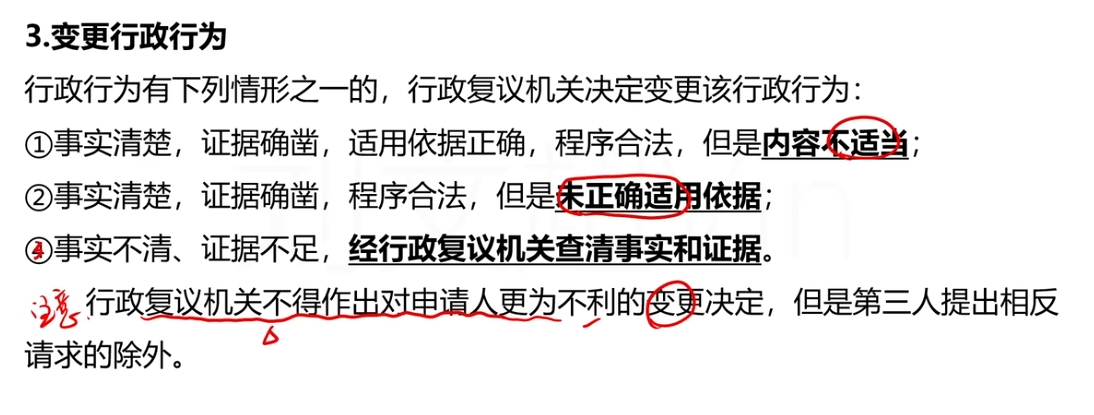 3.变更行政行为
行政行为有下列情形之一的，行政复议机关决定变更该行政行为：
①事实清楚，证据确凿，适用依据正确，程序合法，但是内容不适当；
②事实清楚，证据确凿，程序合法，但是未正确适用依据；
③事实不清、证据不足，经行政复议机关查清事实和证据。
注意.行政复议机关不得作出对申请人更为不利的变更决定，但是第三人提出相反
请求的除外。